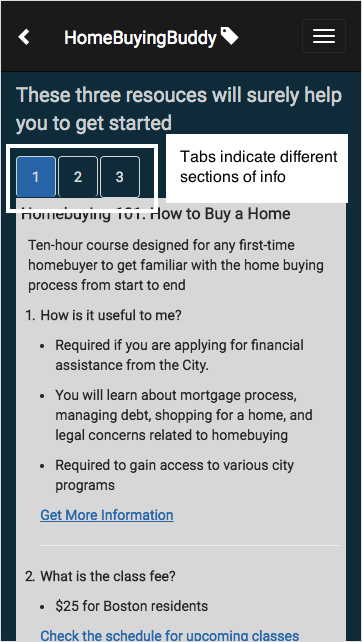 HomeBuyingBuddy
These three resouces will surely help
you to get started
1 2 3
Tabs indicate different
sections of info
Homebuying 101: How to Buy a Home
Ten-hour course designed for any first-time
homebuyer to get familiar with the home buying
process from start to end
1. How is it useful to me?
• Required if you are applying for financial
assistance from the City.
• You will learn about mortgage process,
managing debt, shopping for a home, and
legal concerns related to homebuying
• Required to gain access to various city
programs
Get More Information
2. What is the class fee?
• $25 for Boston residents
Check the schedule for upcoming classes